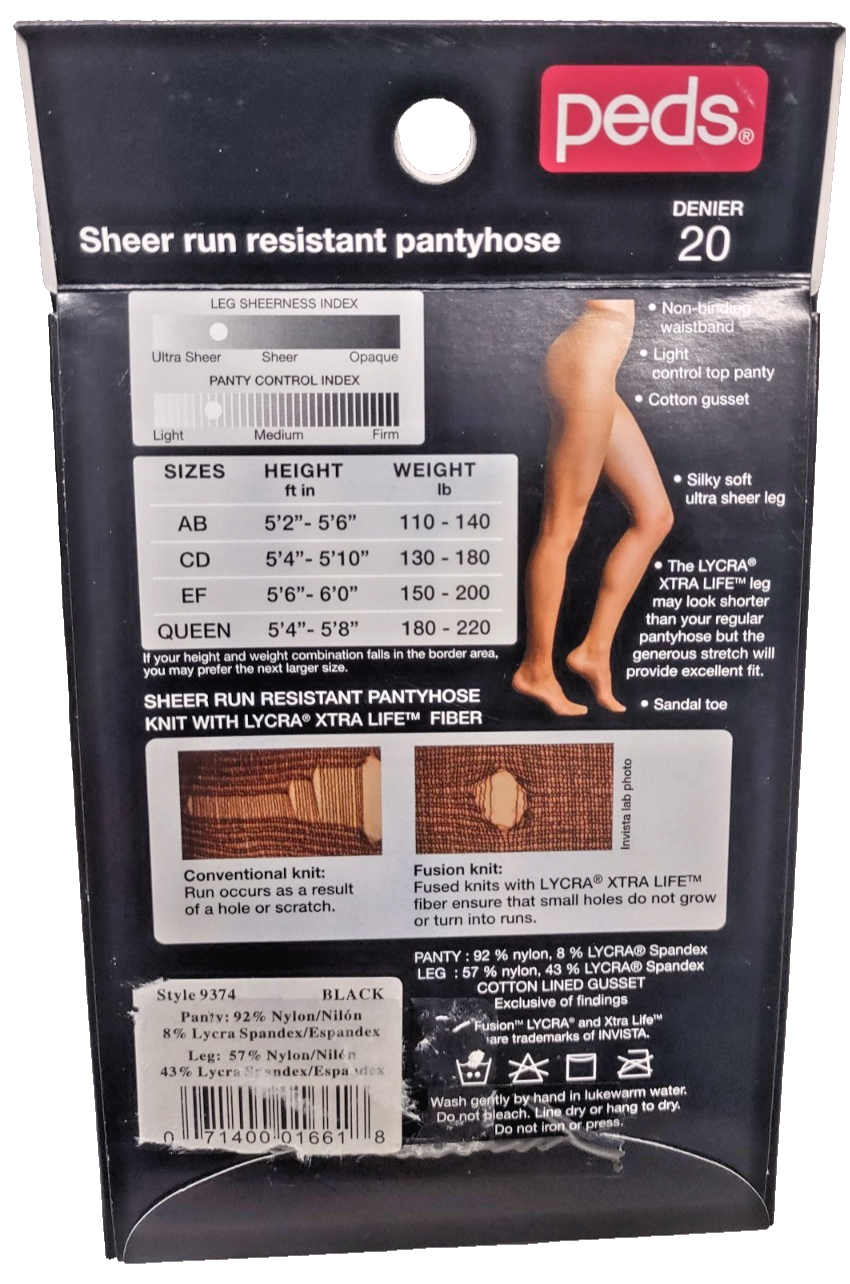 peds®
DENIER
20
Sheer run resistant pantyhose
LEG SHEERNESS INDEX
Ultra Sheer Sheer Opaque
PANTY CONTROL INDEX
Light Medium Firm
• Non-binding
waistband
• Light
control top panty
• Cotton gusset
• Silky soft
ultra sheer leg
• The LYCRA®
XTRA LIFE™ leg
may look shorter
than your regular
pantyhose but the
generous stretch will
provide excellent fit.
• Sandal toe
SIZES HEIGHT WEIGHT
ft in lb
AB 5'2"- 5'6" 110 - 140
CD 5'4"- 5'10" 130 - 180
EF 5'6"- 6'0" 150 - 200
QUEEN 5'4"- 5'8" 180 - 220
If your height and weight combination falls in the border area,
you may prefer the next larger size.
SHEER RUN RESISTANT PANTYHOSE
KNIT WITH LYCRA® XTRA LIFE™ FIBER
Invista lab photo
Conventional knit:
Run occurs as a result
of a hole or scratch.
Fusion knit:
Fused knits with LYCRA® XTRA LIFE™
fiber ensure that small holes do not grow
or turn into runs.
PANTY : 92 % nylon, 8 % LYCRA® Spandex
LEG : 57 % nylon, 43 % LYCRA® Spandex
COTTON LINED GUSSET
Exclusive of findings
Fusion™ LYCRA® and Xtra Life™
are trademarks of INVISTA.
Wash gently by hand in lukewarm water.
Do not bleach. Line dry or hang to dry.
Do not iron or press.
Style 9374 BLACK
Panty: 92% Nylon/Nilón
8% Lycra Spandex/Espandex
Leg: 57% Nylon/Nilón
43% Lycra Spandex/Espandex
0 71400 01661 8